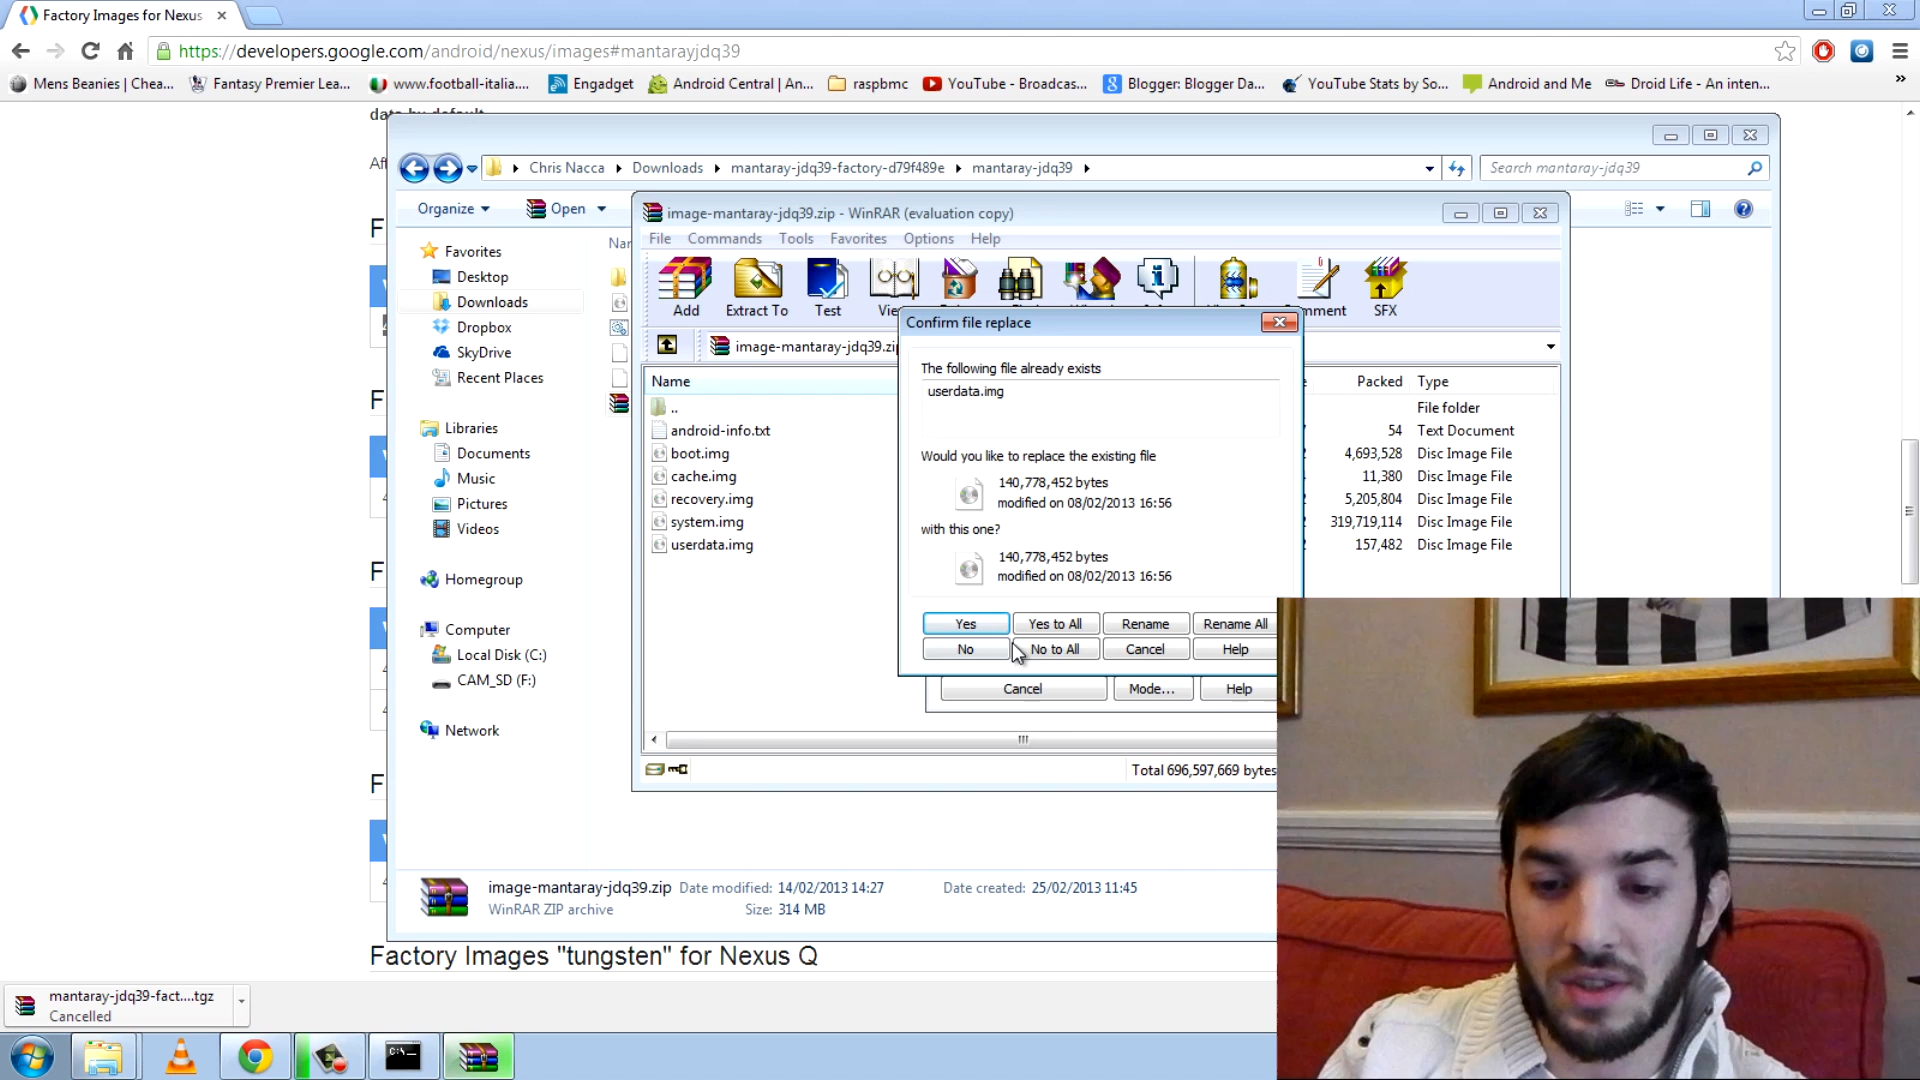 Factory Images for Nexus
https://developers.google.com/android/nexus/images#mantarayjdq39
Mens Beanies | Chea...
Fantasy Premier Lea...
www.football-italia....
Engadget
Android Central | An...
raspbmc
YouTube - Broadcas...
Blogger: Blogger Da...
YouTube Stats by So...
Android and Me
Droid Life - An inten...
»
Chris Nacca
Downloads
mantaray-jdq39-factory-d79f489e
mantaray-jdq39
Search mantaray-jdq39
Organize
Open
image-mantaray-jdq39.zip - WinRAR (evaluation copy)
File Commands Tools Favorites Options Help
Add
Extract To
Test
SFX
image-mantaray-jdq39.zip
Confirm file replace
The following file already exists
userdata.img
Would you like to replace the existing file
140,778,452 bytes
modified on 08/02/2013 16:56
with this one?
140,778,452 bytes
modified on 08/02/2013 16:56
Yes
Yes to All
Rename
Rename All
No
No to All
Cancel
Help
Cancel
Mode...
Help
Name
Packed
Type
..
File folder
android-info.txt
54
Text Document
boot.img
4,693,528
Disc Image File
cache.img
11,380
Disc Image File
recovery.img
5,205,804
Disc Image File
system.img
319,719,114
Disc Image File
userdata.img
157,482
Disc Image File
Total 696,597,669 bytes
Favorites
Desktop
Downloads
Dropbox
SkyDrive
Recent Places
Libraries
Documents
Music
Pictures
Videos
Homegroup
Computer
Local Disk (C:)
CAM_SD (F:)
Network
image-mantaray-jdq39.zip
Date modified: 14/02/2013 14:27
Date created: 25/02/2013 11:45
WinRAR ZIP archive
Size: 314 MB
Factory Images "tungsten" for Nexus Q
mantaray-jdq39-fact....tgz
Cancelled